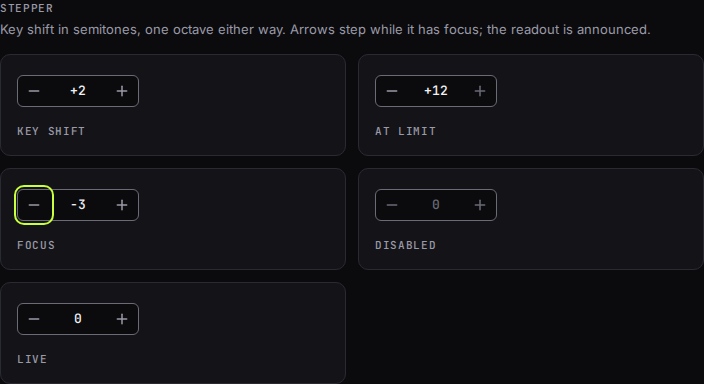 STEPPER
Key shift in semitones, one octave either way. Arrows step while it has focus; the readout is announced.
− +2 +
KEY SHIFT
− +12 +
AT LIMIT
− -3 +
FOCUS
− 0 +
DISABLED
− 0 +
LIVE